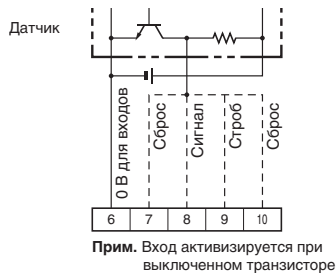 Датчик
0 В для входов
Сброс
Сигнал
Строб
Сброс
6 7 8 9 10
Прим. Вход активизируется при
выключенном транзисторе